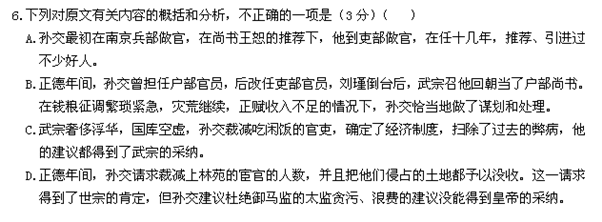 6.下列对原文有关内容的概括和分析，不正确的一项是（3分）(    )
A.孙交最初在南京兵部做官，在尚书王恕的推荐下，他到吏部做官，在任十几年，推荐、引进过
不少好人。
B.正德年间，孙交曾担任户部官员，后改任吏部官员，刘瑾倒台后，武宗召他回朝当了户部尚书。
在钱粮征调繁琐紧急，灾荒继续，正赋收入不足的情况下，孙交恰当地做了谋划和处理。
C.武宗奢侈浮华，国库空虚，孙交裁减吃闲饭的官吏，确定了经济制度，扫除了过去的弊病，他
的建议都得到了武宗的采纳。
D.正德年间，孙交请求裁减上林苑的宦官的人数，并且把他们侵占的土地都予以没收。这一请求
得到了世宗的肯定，但孙交建议杜绝御马监的太监贪污、浪费的建议没能得到皇帝的采纳。